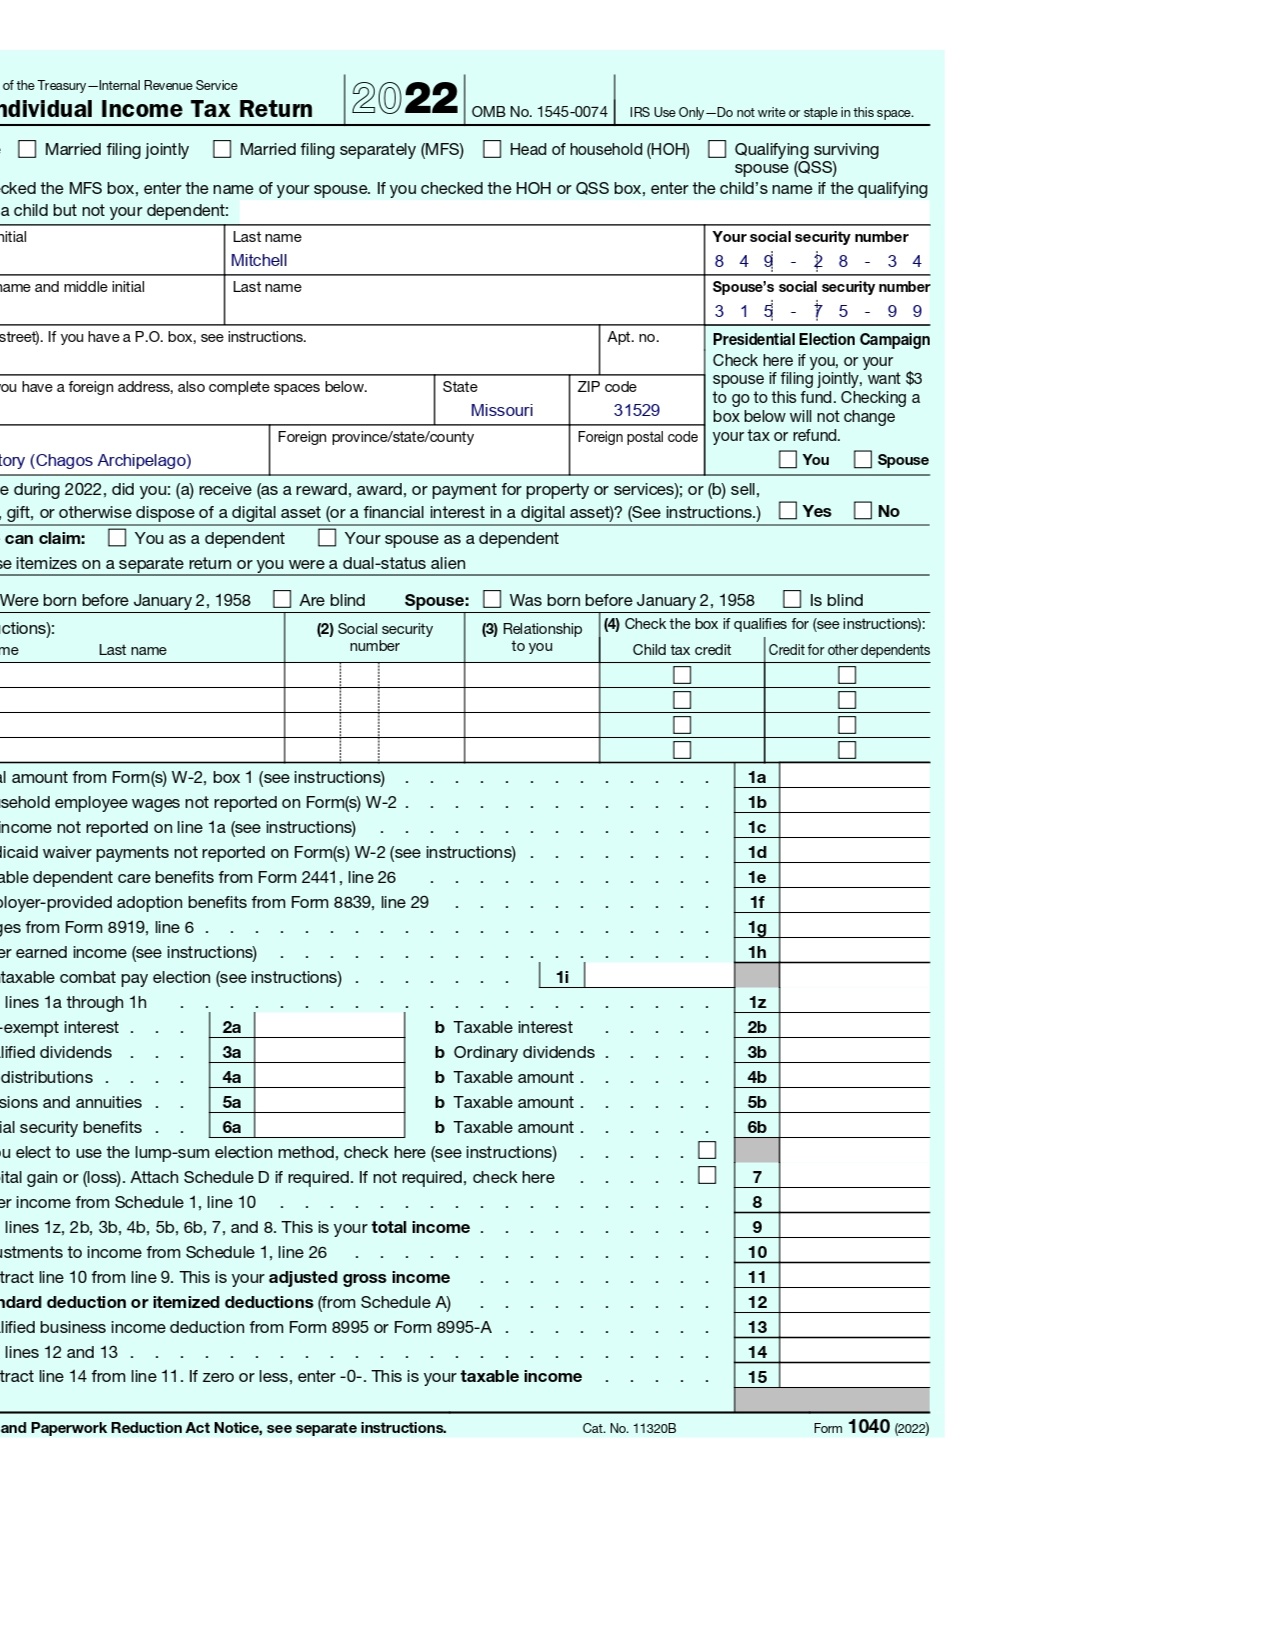 of the Treasury—Internal Revenue Service
Individual Income Tax Return 2022 OMB No. 1545-0074 IRS Use Only—Do not write or staple in this space.
Married filing jointly Married filing separately (MFS) Head of household (HOH) Qualifying surviving spouse (QSS)
cked the MFS box, enter the name of your spouse. If you checked the HOH or QSS box, enter the child's name if the qualifying
a child but not your dependent:
nitial Last name Your social security number
Mitchell 8 4 9 - 2 8 - 3 4
name and middle initial Last name Spouse's social security number
3 1 5 - 7 5 - 9 9
street). If you have a P.O. box, see instructions. Apt. no. Presidential Election Campaign
Check here if you, or your
spouse if filing jointly, want $3
to go to this fund. Checking a
box below will not change
your tax or refund.
You Spouse
you have a foreign address, also complete spaces below. State ZIP code
Missouri 31529
Foreign province/state/county Foreign postal code
tory (Chagos Archipelago)
e during 2022, did you: (a) receive (as a reward, award, or payment for property or services); or (b) sell,
, gift, or otherwise dispose of a digital asset (or a financial interest in a digital asset)? (See instructions.) Yes No
can claim: You as a dependent Your spouse as a dependent
se itemizes on a separate return or you were a dual-status alien
Were born before January 2, 1958 Are blind Spouse: Was born before January 2, 1958 Is blind
uctions): (2) Social security number (3) Relationship to you (4) Check the box if qualifies for (see instructions):
me Last name Child tax credit Credit for other dependents
al amount from Form(s) W-2, box 1 (see instructions) . . . . . . . . . . . . . 1a
usehold employee wages not reported on Form(s) W-2 . . . . . . . . . . . . . 1b
income not reported on line 1a (see instructions) . . . . . . . . . . . . . . 1c
dicaid waiver payments not reported on Form(s) W-2 (see instructions) . . . . . . . . 1d
able dependent care benefits from Form 2441, line 26 . . . . . . . . . . . . 1e
ployer-provided adoption benefits from Form 8839, line 29 . . . . . . . . . . . 1f
ges from Form 8919, line 6 . . . . . . . . . . . . . . . . . . . . . 1g
er earned income (see instructions) . . . . . . . . . . . . . . . . . . 1h
ntaxable combat pay election (see instructions) . . . . . . . 1i
lines 1a through 1h . . . . . . . . . . . . . . . . . . . . . . 1z
-exempt interest . . . 2a b Taxable interest . . . . . 2b
lified dividends . . . 3a b Ordinary dividends . . . . . 3b
distributions . . . . 4a b Taxable amount . . . . . . 4b
sions and annuities . . 5a b Taxable amount . . . . . . 5b
ial security benefits . . 6a b Taxable amount . . . . . . 6b
u elect to use the lump-sum election method, check here (see instructions) . . . . .
pital gain or (loss). Attach Schedule D if required. If not required, check here . . . . . 7
er income from Schedule 1, line 10 . . . . . . . . . . . . . . . . . . 8
lines 1z, 2b, 3b, 4b, 5b, 6b, 7, and 8. This is your total income . . . . . . . . . . 9
ustments to income from Schedule 1, line 26 . . . . . . . . . . . . . . . 10
tract line 10 from line 9. This is your adjusted gross income . . . . . . . . . . 11
ndard deduction or itemized deductions (from Schedule A) . . . . . . . . . . 12
lified business income deduction from Form 8995 or Form 8995-A . . . . . . . . . 13
lines 12 and 13 . . . . . . . . . . . . . . . . . . . . . . . . 14
tract line 14 from line 11. If zero or less, enter -0-. This is your taxable income . . . . . 15
and Paperwork Reduction Act Notice, see separate instructions. Cat. No. 11320B Form 1040 (2022)